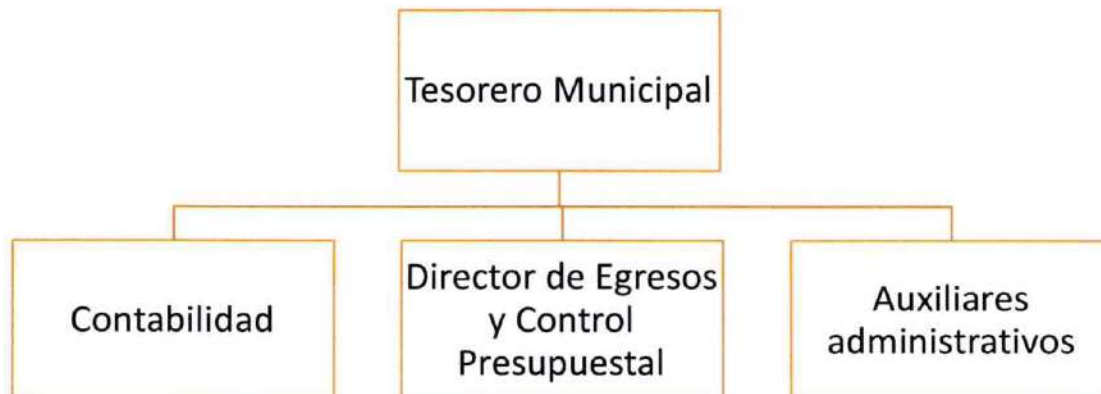 Tesorero Municipal
Contabilidad
Director de Egresos
y Control
Presupuestal
Auxiliares
administrativos